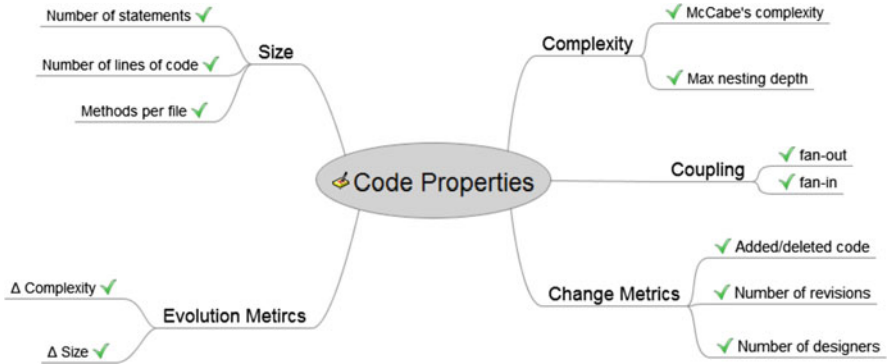 Code Properties
Size
Number of statements
Number of lines of code
Methods per file
Evolution Metircs
Δ Complexity
Δ Size
Complexity
McCabe's complexity
Max nesting depth
Coupling
fan-out
fan-in
Change Metrics
Added/deleted code
Number of revisions
Number of designers